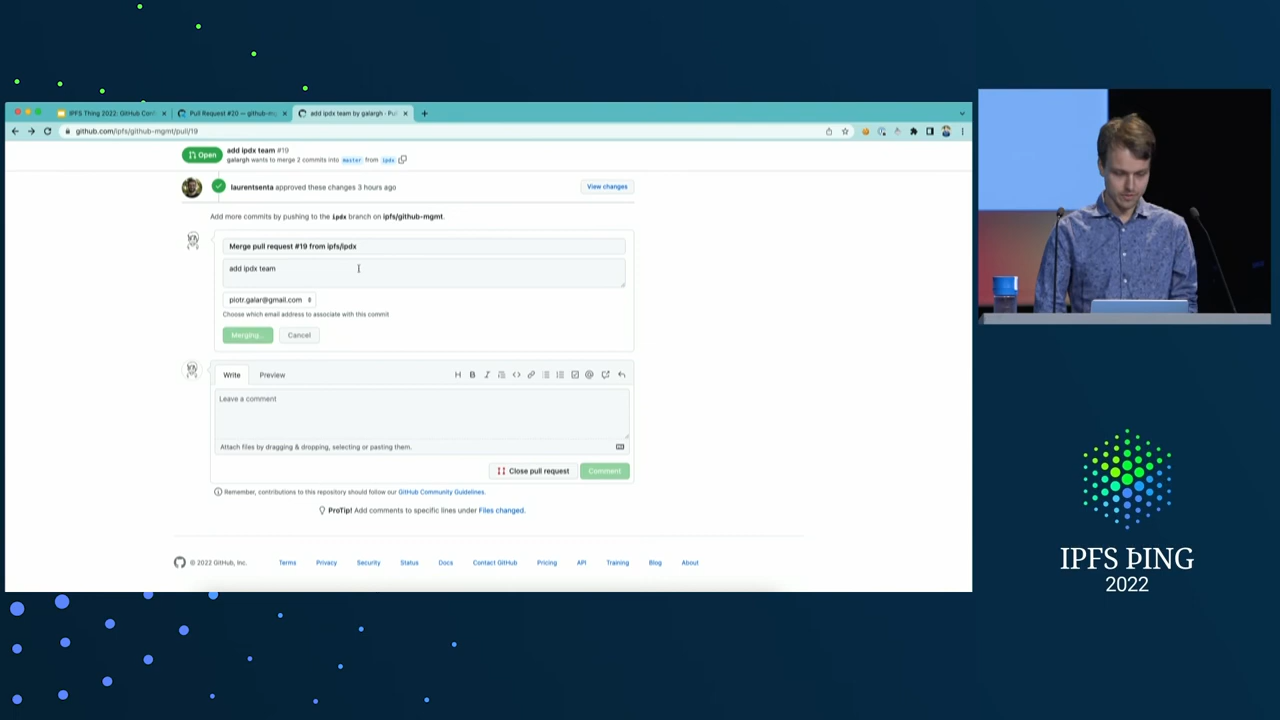 IPFS Thing 2022: GitHub Con
Pull Request #20 — github-mg
add ipdx team by galargh · Pul
github.com/ipfs/github-mgmt/pull/19
Open
add ipdx team #19
galargh wants to merge 2 commits into master from ipdx
laurentsenta approved these changes 3 hours ago
View changes
Add more commits by pushing to the ipdx branch on ipfs/github-mgmt.
Merge pull request #19 from ipfs/ipdx
add ipdx team
piotr.galar@gmail.com
Choose which email address to associate with this commit
Merging...
Cancel
Write
Preview
Leave a comment
Attach files by dragging & dropping, selecting or pasting them.
Close pull request
Comment
Remember, contributions to this repository should follow our GitHub Community Guidelines.
ProTip! Add comments to specific lines under Files changed.
© 2022 GitHub, Inc.
Terms
Privacy
Security
Status
Docs
Contact GitHub
Pricing
API
Training
Blog
About
IPFS ÞING
2022